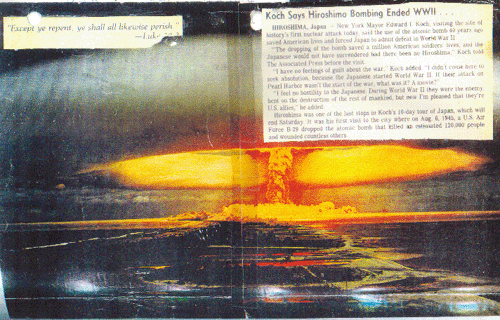 "Except ye repent, ye shall all likewise perish."
—Luke
Koch Says Hiroshima Bombing Ended WWII . . .
HIROSHIMA, Japan — New York Mayor Edward I. Koch, visiting the site of
history's first nuclear attack today, said the use of the atomic bomb 40 years ago
saved American lives and forced Japan to admit defeat in World War II.
"The dropping of the bomb saved a million American soldiers' lives, and the
Japanese would not have surrendered had there been no Hiroshima," Koch told
The Associated Press before the visit.
"I have no feelings of guilt about the war," Koch added. "I didn't come here to
seek absolution, because the Japanese started World War II. If their attack on
Pearl Harbor wasn't the start of the war, what was it? A
"I feel no hostility to the Japanese. During World War II they were the enemy,
bent on the destruction of the rest of mankind, but now I'm pleased that they're
U.S. allies," he added.
Hiroshima was one of the last stops in Koch's 10-day tour of Japan, which will
end Saturday. It was his first visit to the city where on Aug. 6, 1945, a U.S. Air
Force B-29 dropped the atomic bomb that killed an estimated 120,000 people
and wounded countless others.